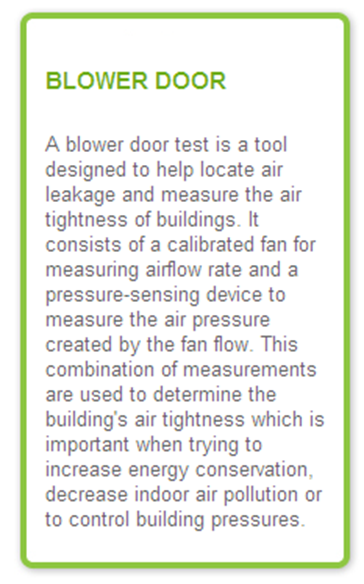 BLOWER DOOR
A blower door test is a tool
designed to help locate air
leakage and measure the air
tightness of buildings. It
consists of a calibrated fan for
measuring airflow rate and a
pressure-sensing device to
measure the air pressure
created by the fan flow. This
combination of measurements
are used to determine the
building's air tightness which is
important when trying to
increase energy conservation,
decrease indoor air pollution or
to control building pressures.